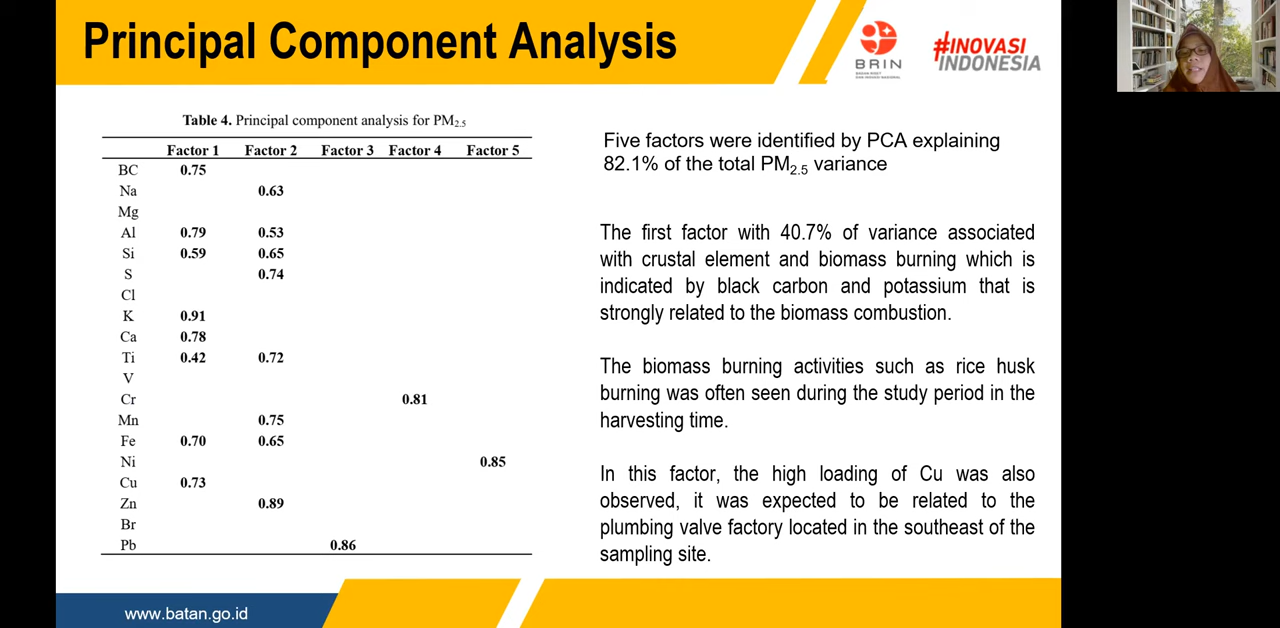 Principal Component Analysis
BRIN
#INOVASI
INDONESIA
Table 4. Principal component analysis for PM2.5
Factor 1 Factor 2 Factor 3 Factor 4 Factor 5
BC 0.75
Na 0.63
Mg
Al 0.79 0.53
Si 0.59 0.65
S 0.74
Cl
K 0.91
Ca 0.78
Ti 0.42 0.72
V
Cr 0.81
Mn 0.75
Fe 0.70 0.65
Ni 0.85
Cu 0.73
Zn 0.89
Br
Pb 0.86
Five factors were identified by PCA explaining
82.1% of the total PM2.5 variance
The first factor with 40.7% of variance associated
with crustal element and biomass burning which is
indicated by black carbon and potassium that is
strongly related to the biomass combustion.
The biomass burning activities such as rice husk
burning was often seen during the study period in the
harvesting time.
In this factor, the high loading of Cu was also
observed, it was expected to be related to the
plumbing valve factory located in the southeast of the
sampling site.
www.batan.go.id